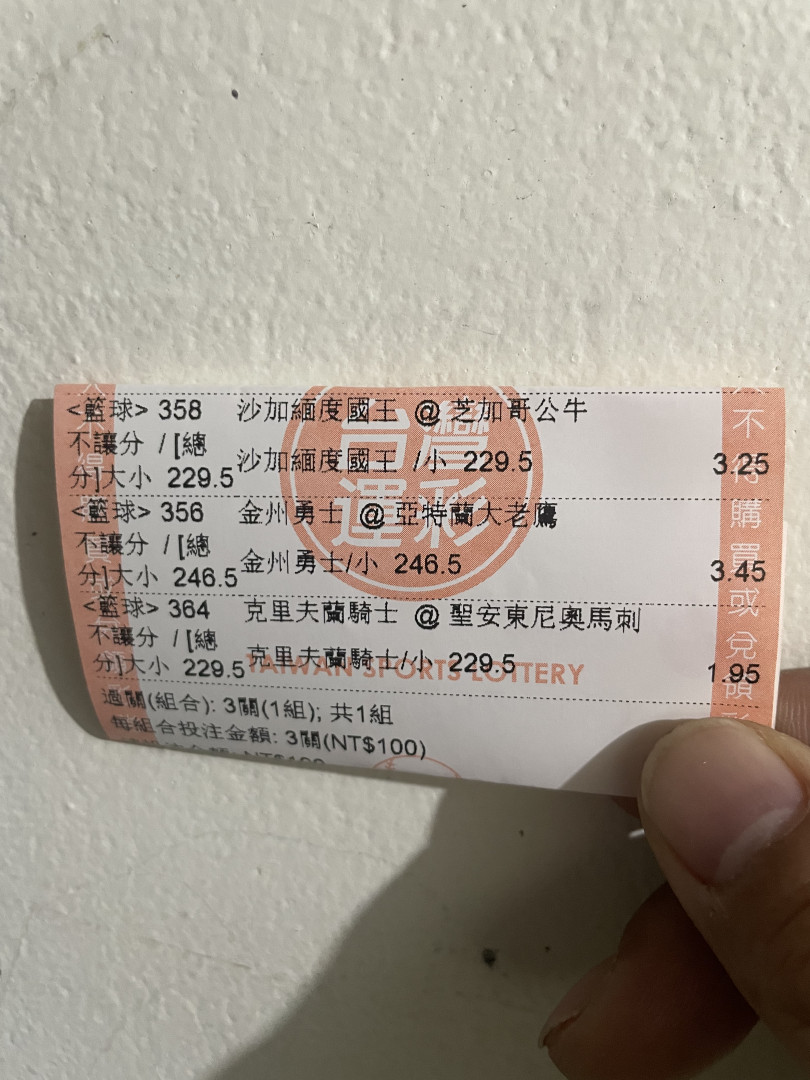 <籃球> 358 沙加緬度國王 @ 芝加哥公牛
不讓分 / [總
分]大小 229.5 沙加緬度國王 /小 229.5 3.25
<籃球> 356 金州勇士 @ 亞特蘭大老鷹
不讓分 / [總
分]大小 246.5 金州勇士/小 246.5 3.45
<籃球> 364 克里夫蘭騎士 @ 聖安東尼奧馬刺
不讓分 / [總
分]大小 229.5 克里夫蘭騎士/小 229.5 1.95
過關(組合): 3關(1組); 共1組
每組合投注金額: 3關(NT$100)
台灣
運彩
TAIWAN SPORTS LOTTERY
不得購買或兌領